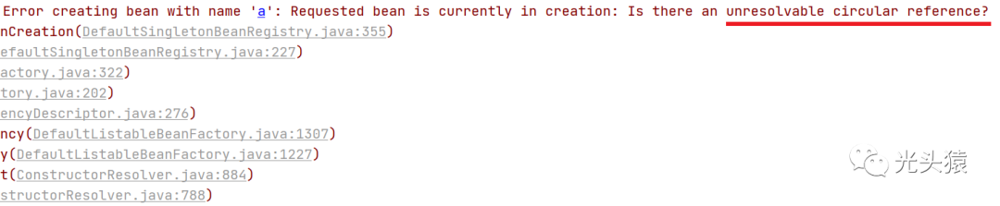 Error creating bean with name 'a': Requested bean is currently in creation: Is there an unresolvable circular reference?
nCreation(DefaultSingletonBeanRegistry.java:355)
efaultSingletonBeanRegistry.java:227)
actory.java:322)
tory.java:202)
encyDescriptor.java:276)
ncy(DefaultListableBeanFactory.java:1307)
y(DefaultListableBeanFactory.java:1227)
t(ConstructorResolver.java:884)
structorResolver.java:788)
光头猿